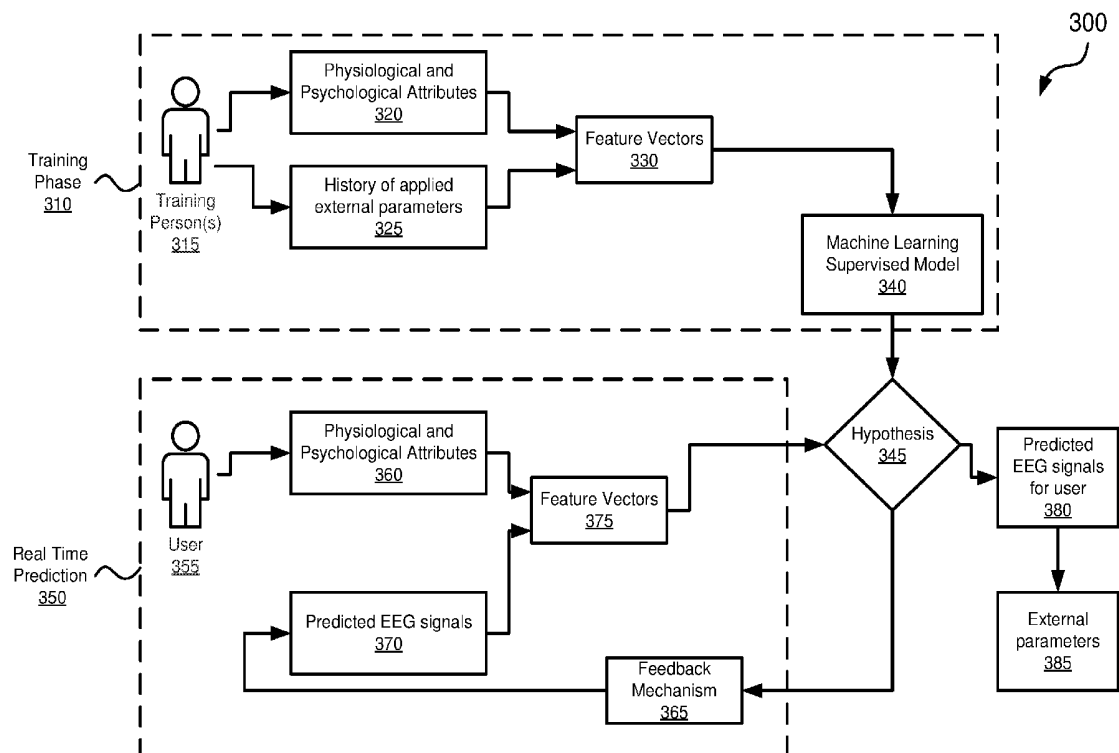 300
Training
Phase
310
Training
Person(s)
315
Physiological and
Psychological Attributes
320
History of applied
external parameters
325
Feature Vectors
330
Machine Learning
Supervised Model
340
Real Time
Prediction
350
User
355
Physiological and
Psychological Attributes
360
Predicted EEG signals
370
Feature Vectors
375
Feedback
Mechanism
365
Hypothesis
345
Predicted
EEG signals
for user
380
External
parameters
385